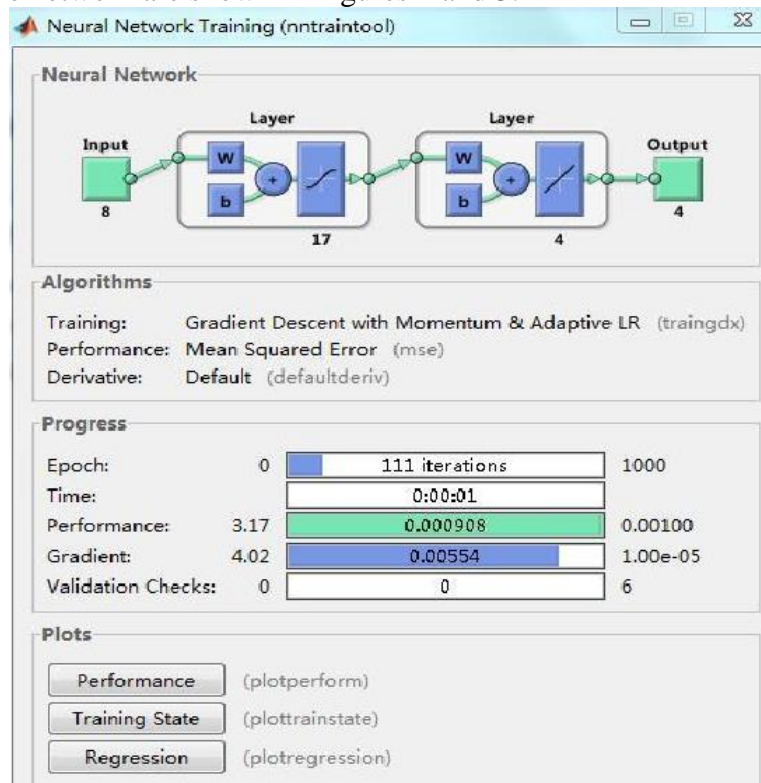 Neural Network Training (nntraintool)
Neural Network
Layer Layer
Input Output
W W
+ +
b b
8 4
17 4
Algorithms
Training: Gradient Descent with Momentum & Adaptive LR (traingdx)
Performance: Mean Squared Error (mse)
Derivative: Default (defaultderiv)
Progress
Epoch: 0 111 iterations 1000
Time: 0:00:01
Performance: 3.17 0.000908 0.00100
Gradient: 4.02 0.00554 1.00e-05
Validation Checks: 0 0 6
Plots
Performance (plotperform)
Training State (plottrainstate)
Regression (plotregression)